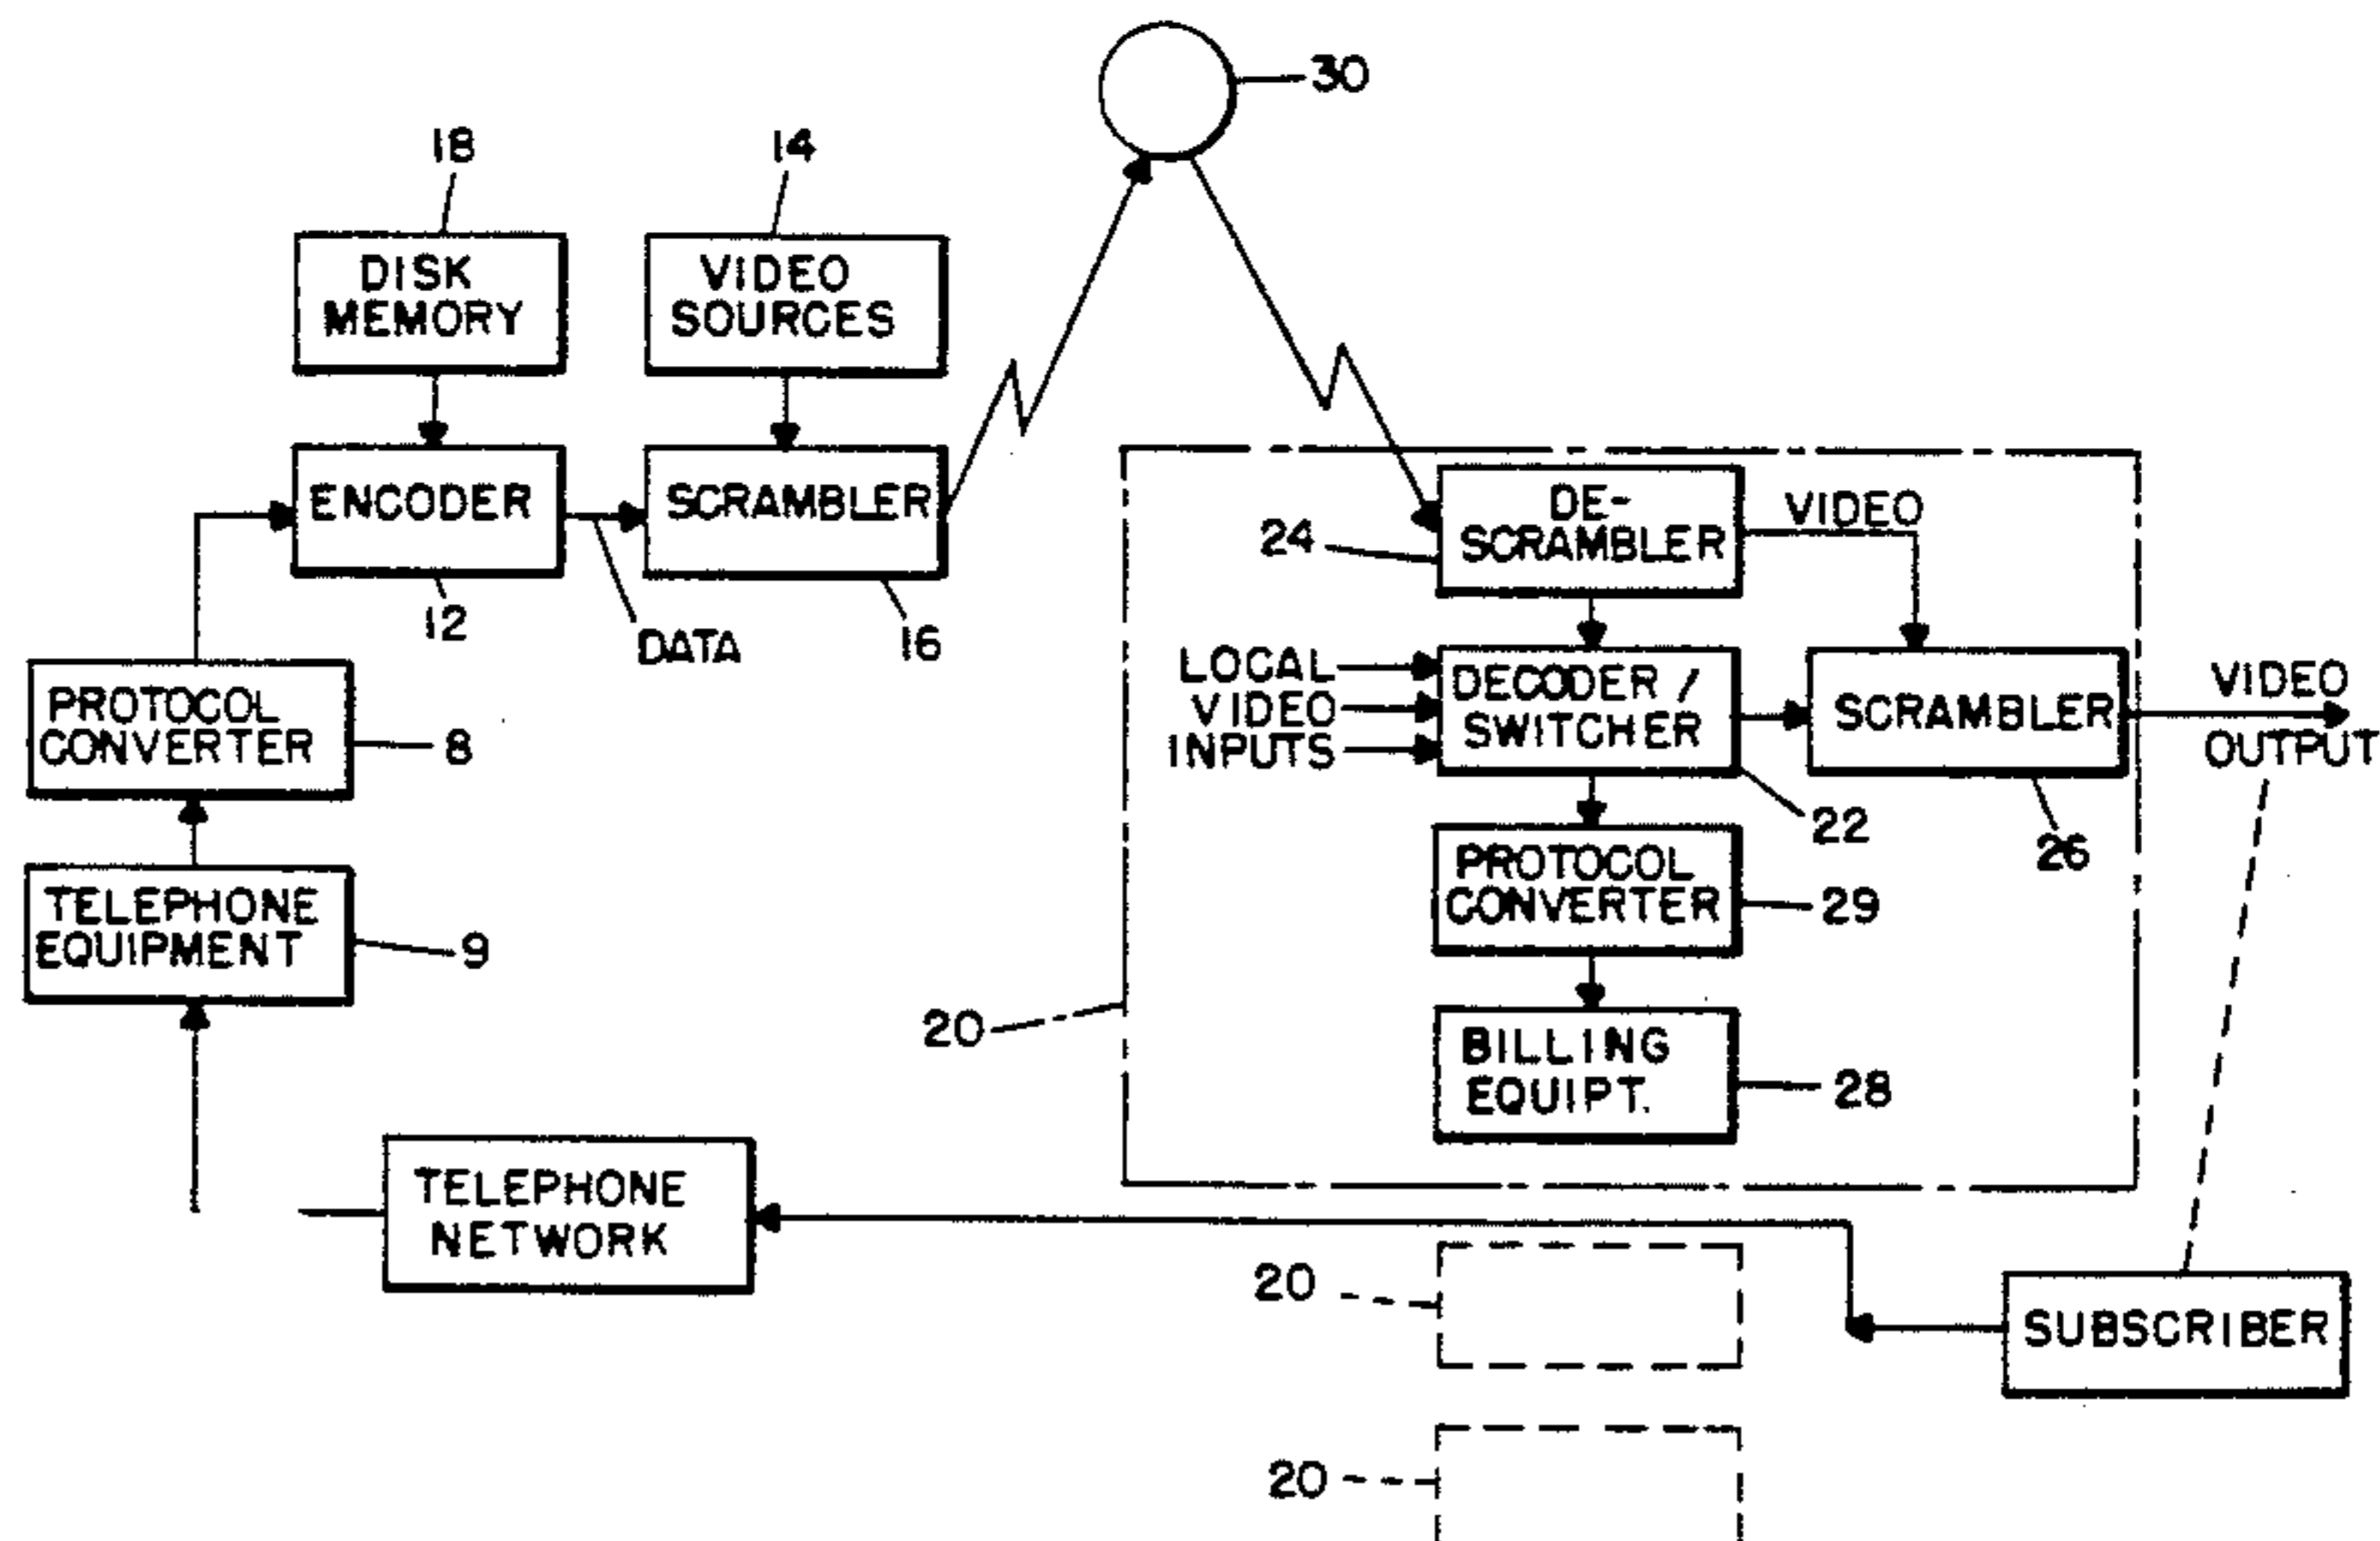 30
18
14
DISK
MEMORY
VIDEO
SOURCES
ENCODER
SCRAMBLER
12
DATA
16
PROTOCOL
CONVERTER
8
TELEPHONE
EQUIPMENT
9
TELEPHONE
NETWORK
DE-
SCRAMBLER
24
VIDEO
LOCAL
VIDEO
INPUTS
DECODER /
SWITCHER
22
SCRAMBLER
26
VIDEO
OUTPUT
PROTOCOL
CONVERTER
29
BILLING
EQUIPT.
28
20
20
20
SUBSCRIBER